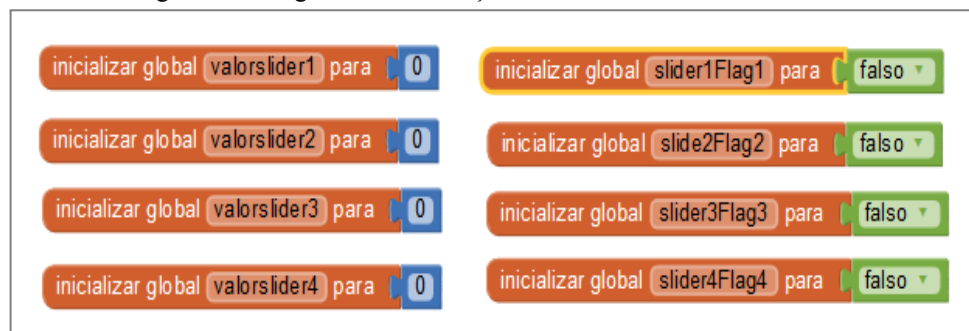 inicializar global valorslider1 para 0
inicializar global slider1Flag1 para falso
inicializar global valorslider2 para 0
inicializar global slide2Flag2 para falso
inicializar global valorslider3 para 0
inicializar global slider3Flag3 para falso
inicializar global valorslider4 para 0
inicializar global slider4Flag4 para falso